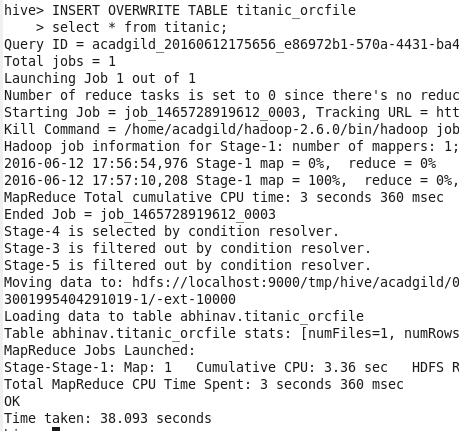 hive> INSERT OVERWRITE TABLE titanic_orcfile
    > select * from titanic;
Query ID = acadgild_20160612175656_e86972b1-570a-4431-ba4
Total jobs = 1
Launching Job 1 out of 1
Number of reduce tasks is set to 0 since there's no reduc
Starting Job = job_1465728919612_0003, Tracking URL = htt
Kill Command = /home/acadgild/hadoop-2.6.0/bin/hadoop job
Hadoop job information for Stage-1: number of mappers: 1;
2016-06-12 17:56:54,976 Stage-1 map = 0%,  reduce = 0%
2016-06-12 17:57:10,208 Stage-1 map = 100%,  reduce = 0%,
MapReduce Total cumulative CPU time: 3 seconds 360 msec
Ended Job = job_1465728919612_0003
Stage-4 is selected by condition resolver.
Stage-3 is filtered out by condition resolver.
Stage-5 is filtered out by condition resolver.
Moving data to: hdfs://localhost:9000/tmp/hive/acadgild/0
3001995404291019-1/-ext-10000
Loading data to table abhinav.titanic_orcfile
Table abhinav.titanic_orcfile stats: [numFiles=1, numRows
MapReduce Jobs Launched:
Stage-Stage-1: Map: 1   Cumulative CPU: 3.36 sec   HDFS R
Total MapReduce CPU Time Spent: 3 seconds 360 msec
OK
Time taken: 38.093 seconds